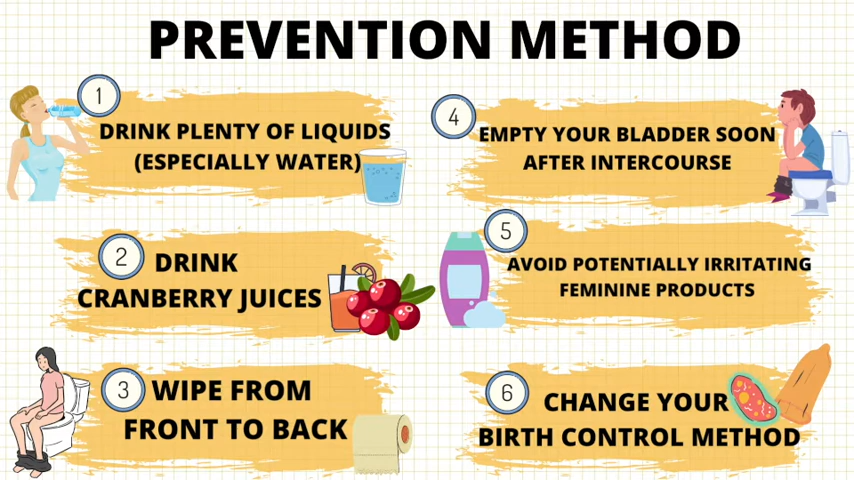 PREVENTION METHOD
1
DRINK PLENTY OF LIQUIDS
(ESPECIALLY WATER)
2
DRINK
CRANBERRY JUICES
3
WIPE FROM
FRONT TO BACK
4
EMPTY YOUR BLADDER SOON
AFTER INTERCOURSE
5
AVOID POTENTIALLY IRRITATING
FEMININE PRODUCTS
6
CHANGE YOUR
BIRTH CONTROL METHOD